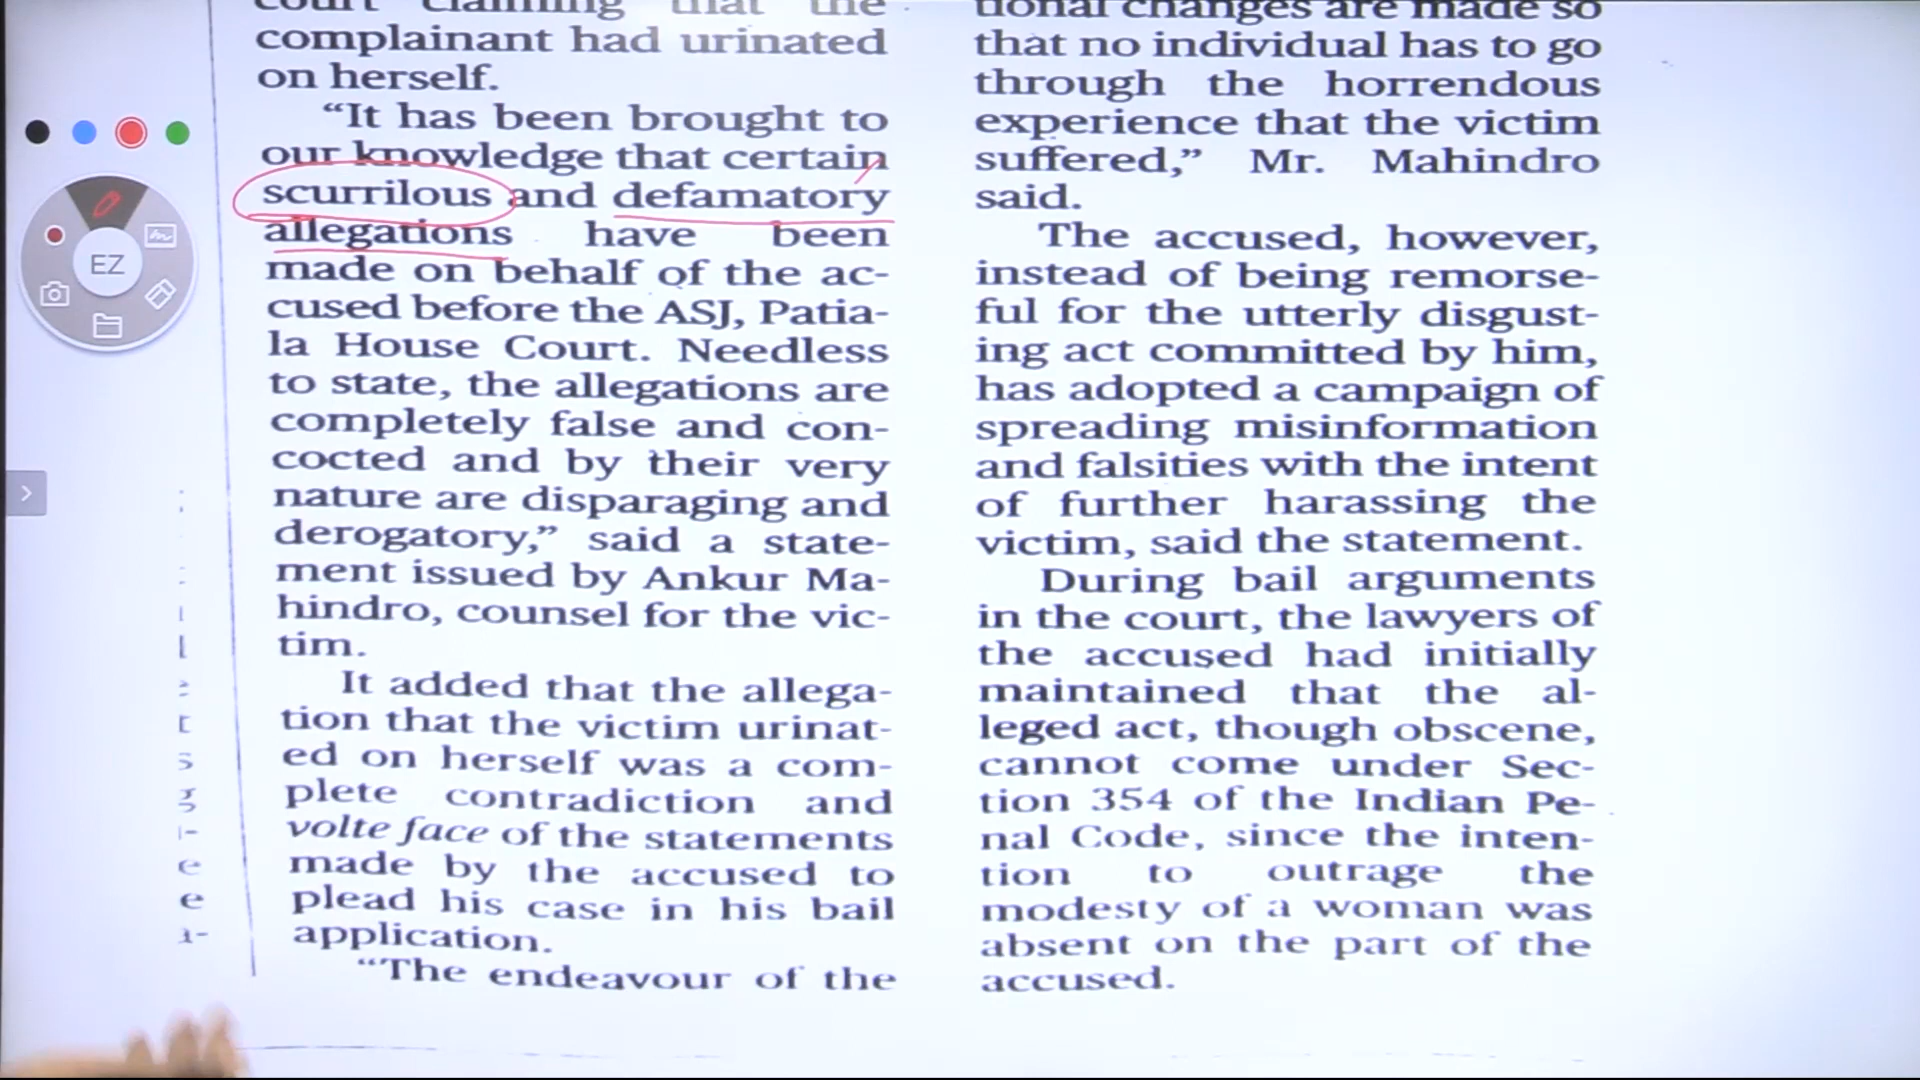 court claiming that the
complainant had urinated
on herself.
“It has been brought to
our knowledge that certain
scurrilous and defamatory
allegations have been
made on behalf of the ac-
cused before the ASJ, Patia-
la House Court. Needless
to state, the allegations are
completely false and con-
cocted and by their very
nature are disparaging and
derogatory,” said a state-
ment issued by Ankur Ma-
hindro, counsel for the vic-
tim.
It added that the allega-
tion that the victim urinat-
ed on herself was a com-
plete contradiction and
volte face of the statements
made by the accused to
plead his case in his bail
application.
“The endeavour of the
tional changes are made so
that no individual has to go
through the horrendous
experience that the victim
suffered,” Mr. Mahindro
said.
The accused, however,
instead of being remorse-
ful for the utterly disgust-
ing act committed by him,
has adopted a campaign of
spreading misinformation
and falsities with the intent
of further harassing the
victim, said the statement.
During bail arguments
in the court, the lawyers of
the accused had initially
maintained that the al-
leged act, though obscene,
cannot come under Sec-
tion 354 of the Indian Pe-
nal Code, since the inten-
tion to outrage the
modesty of a woman was
absent on the part of the
accused.
EZ